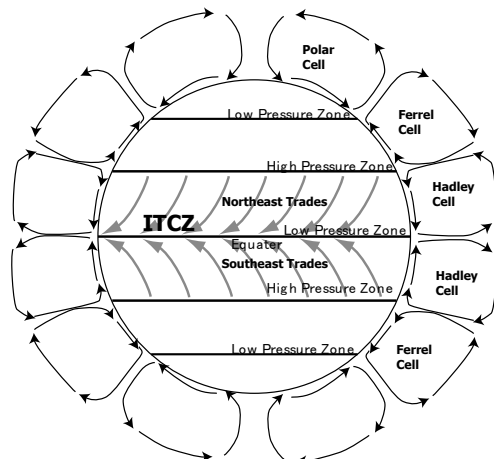 Polar
Cell
Low Pressure Zone
Ferrel
Cell
High Pressure Zone
Hadley
Cell
Northeast Trades
ITCZ
Low Pressure Zone
Equater
Southeast Trades
Hadley
Cell
High Pressure Zone
Ferrel
Cell
Low Pressure Zone